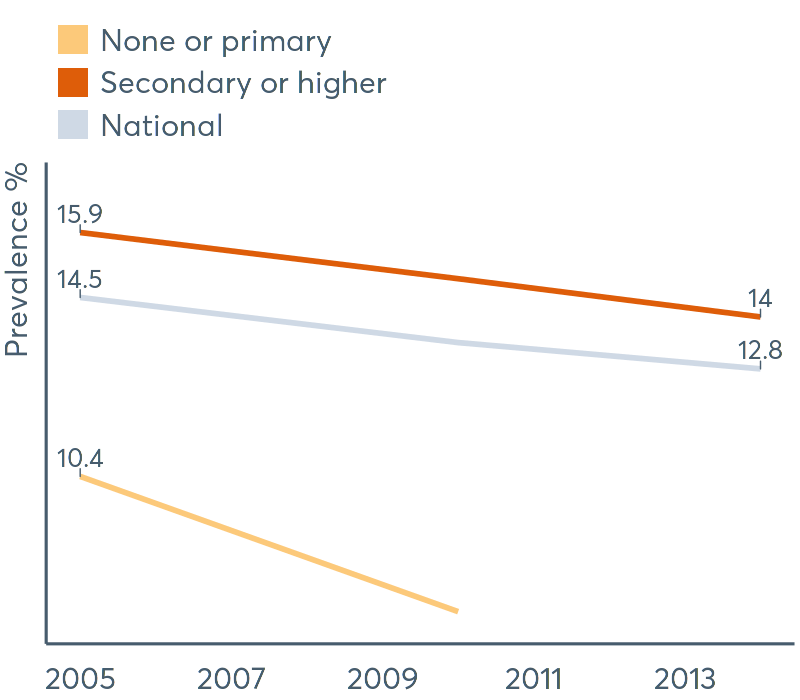 None or primary
Secondary or higher
National
Prevalence %
15.9
14.5
14
12.8
10.4
2005 2007 2009 2011 2013